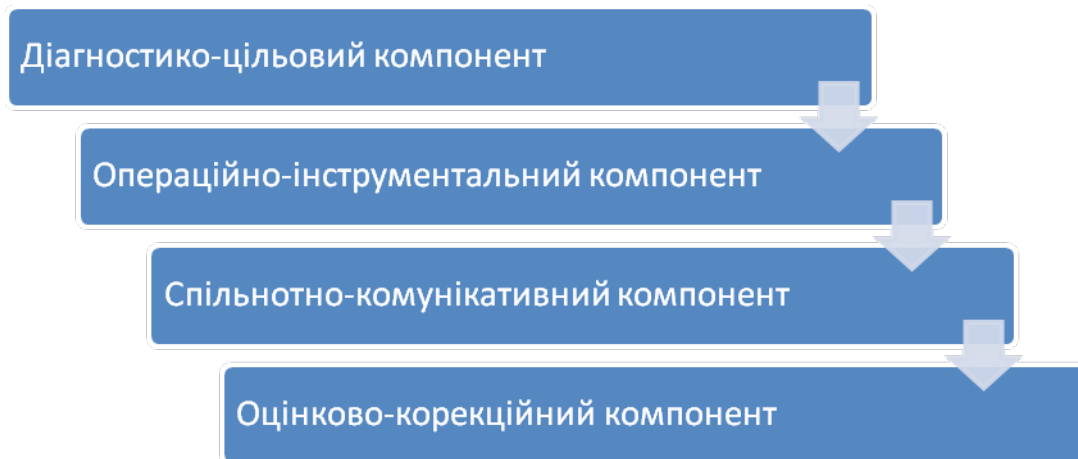 Діагностико-цільовий компонент
Операційно-інструментальний компонент
Спільнотно-комунікативний компонент
Оцінково-корекційний компонент